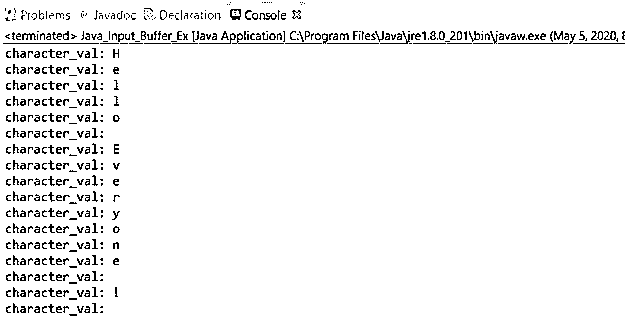 Problems @ Javadoc Declaration Console
<terminated> Java_Input_Buffer_Ex [Java Application] C:\Program Files\Java\jre1.8.0_201\bin\javaw.exe (May 5, 2020, 8
character_val: H
character_val: e
character_val: l
character_val: l
character_val: o
character_val:
character_val: E
character_val: v
character_val: e
character_val: r
character_val: y
character_val: o
character_val: n
character_val: e
character_val:
character_val: !
character_val: